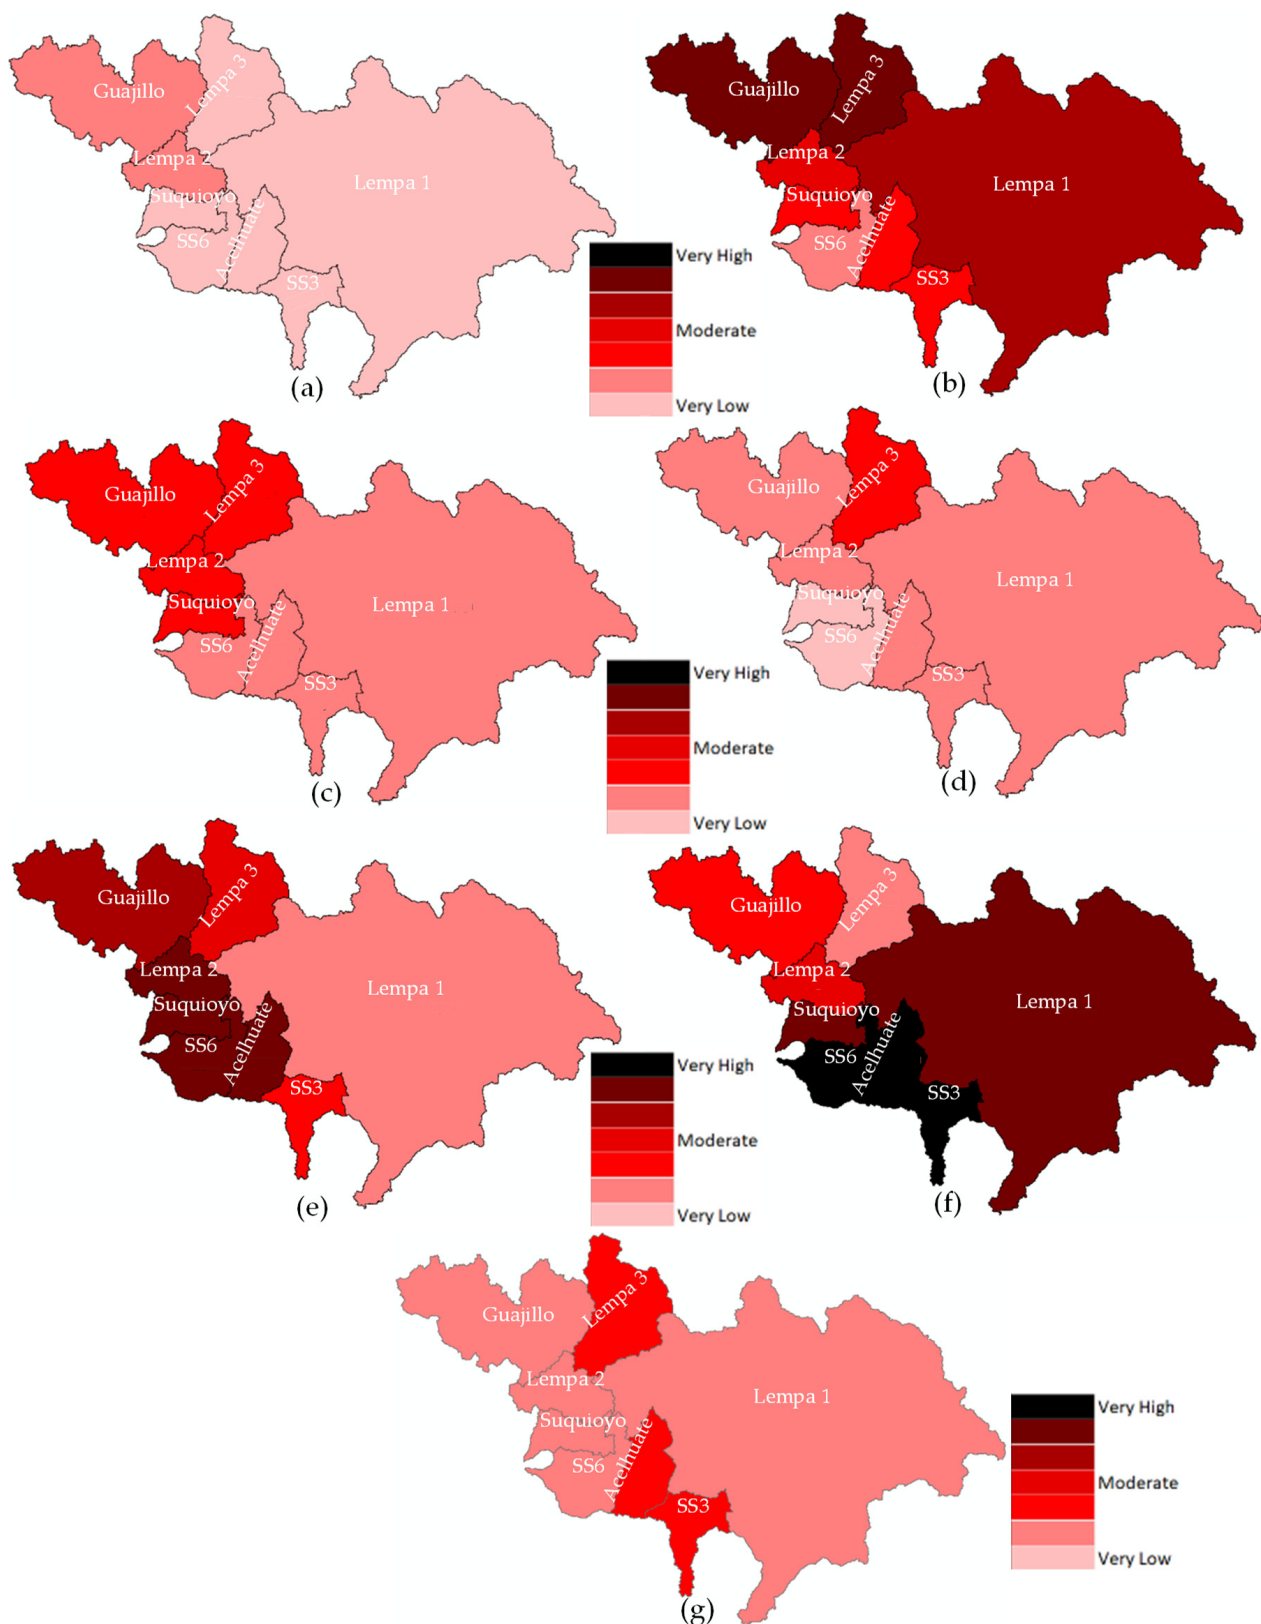 Guajillo
Lempa 3
Lempa 2
Lempa 1
Suquioyo
SS6
Acelhuate
SS3
(a)
Very High
Moderate
Very Low
Guajillo
Lempa 3
Lempa 2
Lempa 1
Suquioyo
SS6
Acelhuate
SS3
(b)
Guajillo
Lempa 3
Lempa 2
Lempa 1
Suquioyo
SS6
Acelhuate
SS3
(c)
Very High
Moderate
Very Low
Guajillo
Lempa 3
Lempa 2
Lempa 1
Suquioyo
SS6
Acelhuate
SS3
(d)
Guajillo
Lempa 3
Lempa 2
Lempa 1
Suquioyo
SS6
Acelhuate
SS3
(e)
Very High
Moderate
Very Low
Guajillo
Lempa 3
Lempa 2
Lempa 1
Suquioyo
SS6
Acelhuate
SS3
(f)
Guajillo
Lempa 3
Lempa 2
Lempa 1
Suquioyo
SS6
Acelhuate
SS3
(g)
Very High
Moderate
Very Low